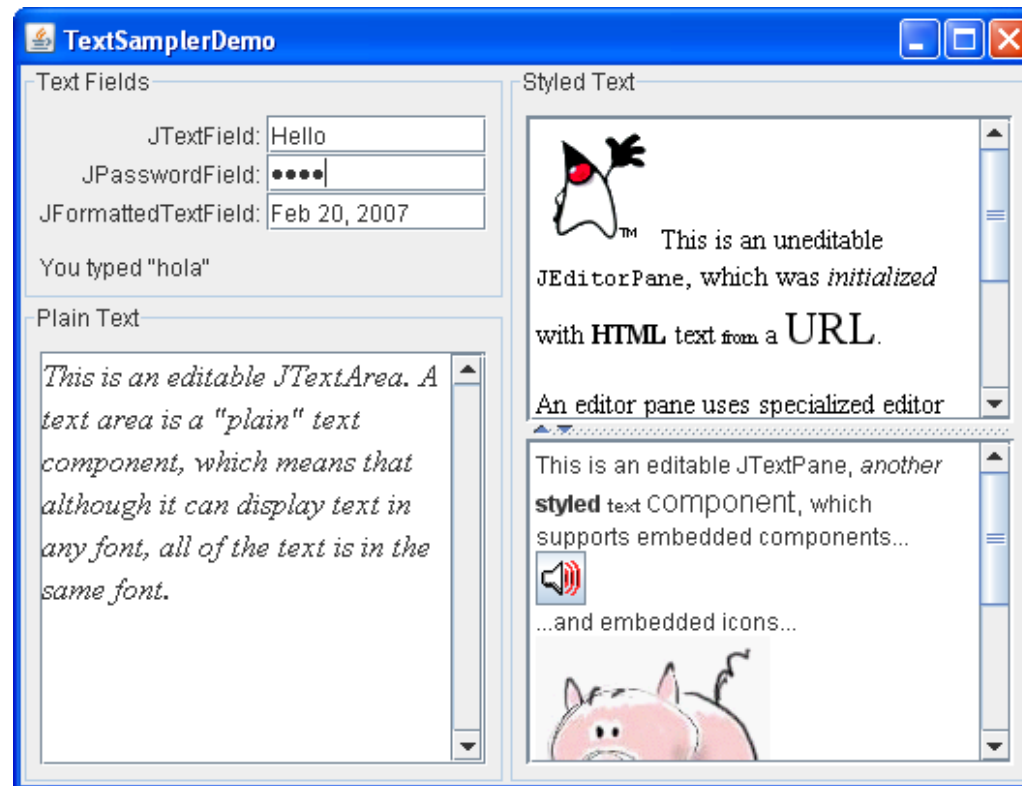 TextSamplerDemo
Text Fields
JTextField: Hello
JPasswordField: ••••
JFormattedTextField: Feb 20, 2007
You typed "hola"
Plain Text
This is an editable JTextArea. A
text area is a "plain" text
component, which means that
although it can display text in
any font, all of the text is in the
same font.
Styled Text
TM This is an uneditable
JEditorPane, which was initialized
with HTML text from a URL.
An editor pane uses specialized editor
This is an editable JTextPane, another
styled text component, which
supports embedded components...
...and embedded icons...